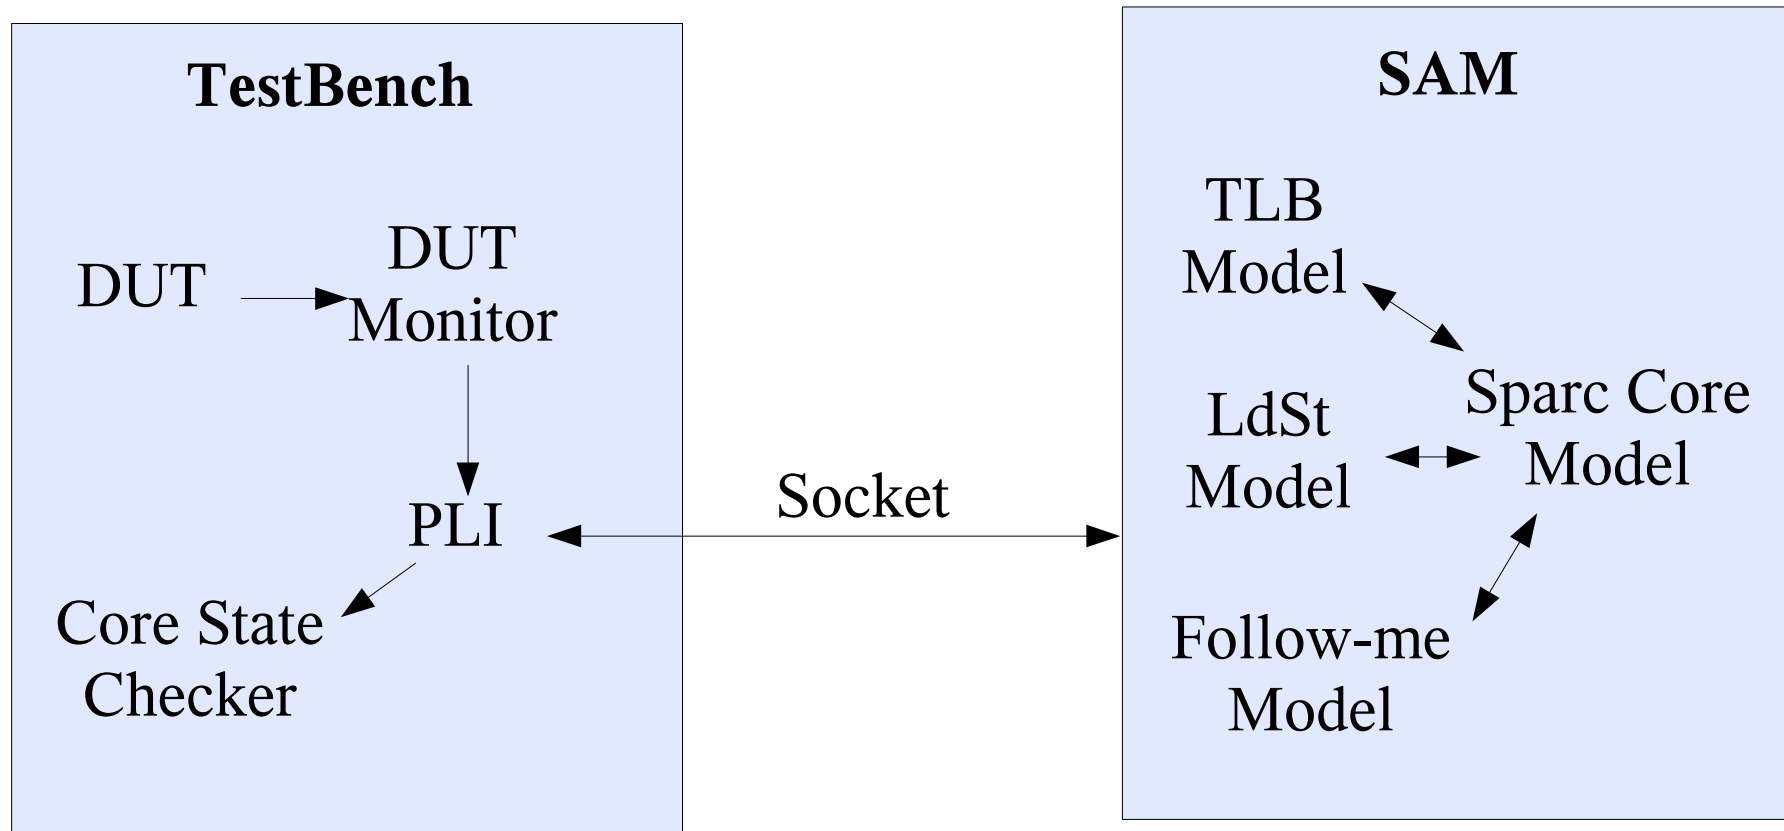 TestBench
DUT
DUT
Monitor
PLI
Core State
Checker
Socket
SAM
TLB
Model
LdSt
Model
Sparc Core
Model
Follow-me
Model